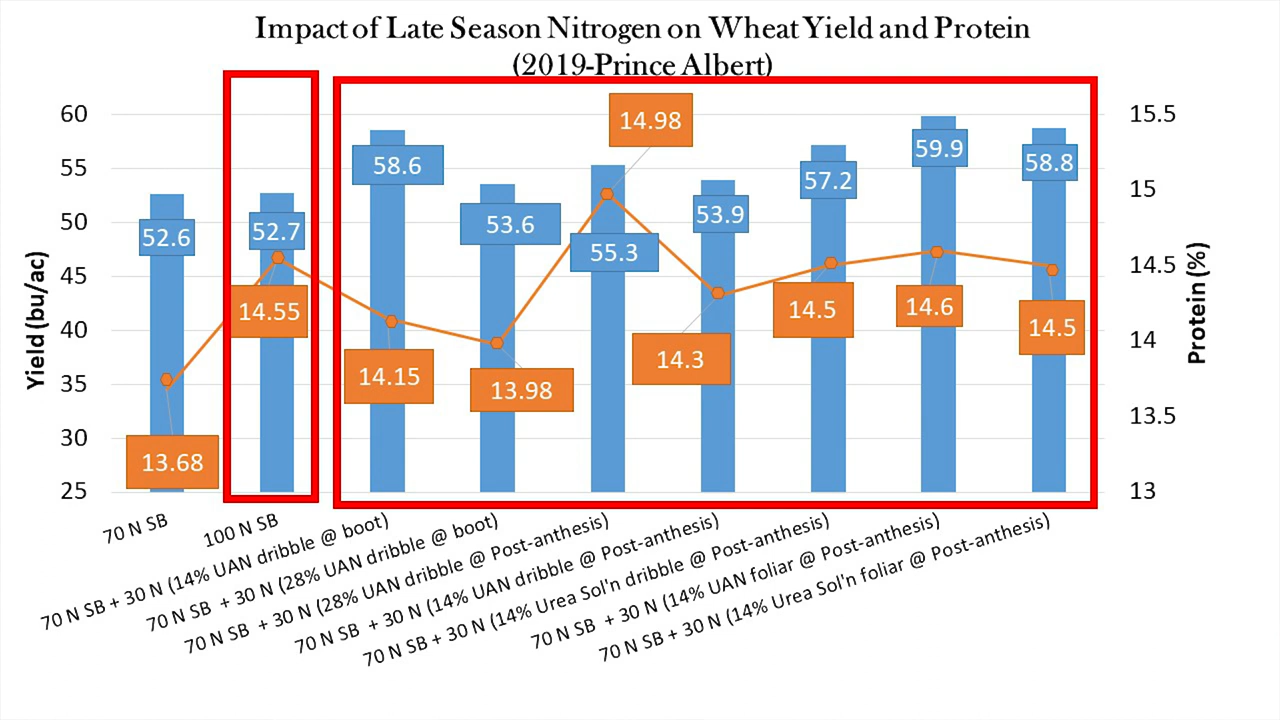 Impact of Late Season Nitrogen on Wheat Yield and Protein
(2019-Prince Albert)
60
55
50
45
40
35
30
25
Yield (bu/ac)
15.5
15
14.5
14
13.5
13
Protein (%)
52.6
52.7
58.6
53.6
55.3
53.9
57.2
59.9
58.8
13.68
14.55
14.15
13.98
14.98
14.3
14.5
14.6
14.5
70 N SB
100 N SB
70 N SB + 30 N (14% UAN dribble @ boot)
70 N SB + 30 N (28% UAN dribble @ boot)
70 N SB + 30 N (28% UAN dribble @ Post-anthesis)
70 N SB + 30 N (14% UAN dribble @ Post-anthesis)
70 N SB + 30 N (14% Urea Sol'n dribble @ Post-anthesis)
70 N SB + 30 N (14% UAN foliar @ Post-anthesis)
70 N SB + 30 N (14% Urea Sol'n foliar @ Post-anthesis)